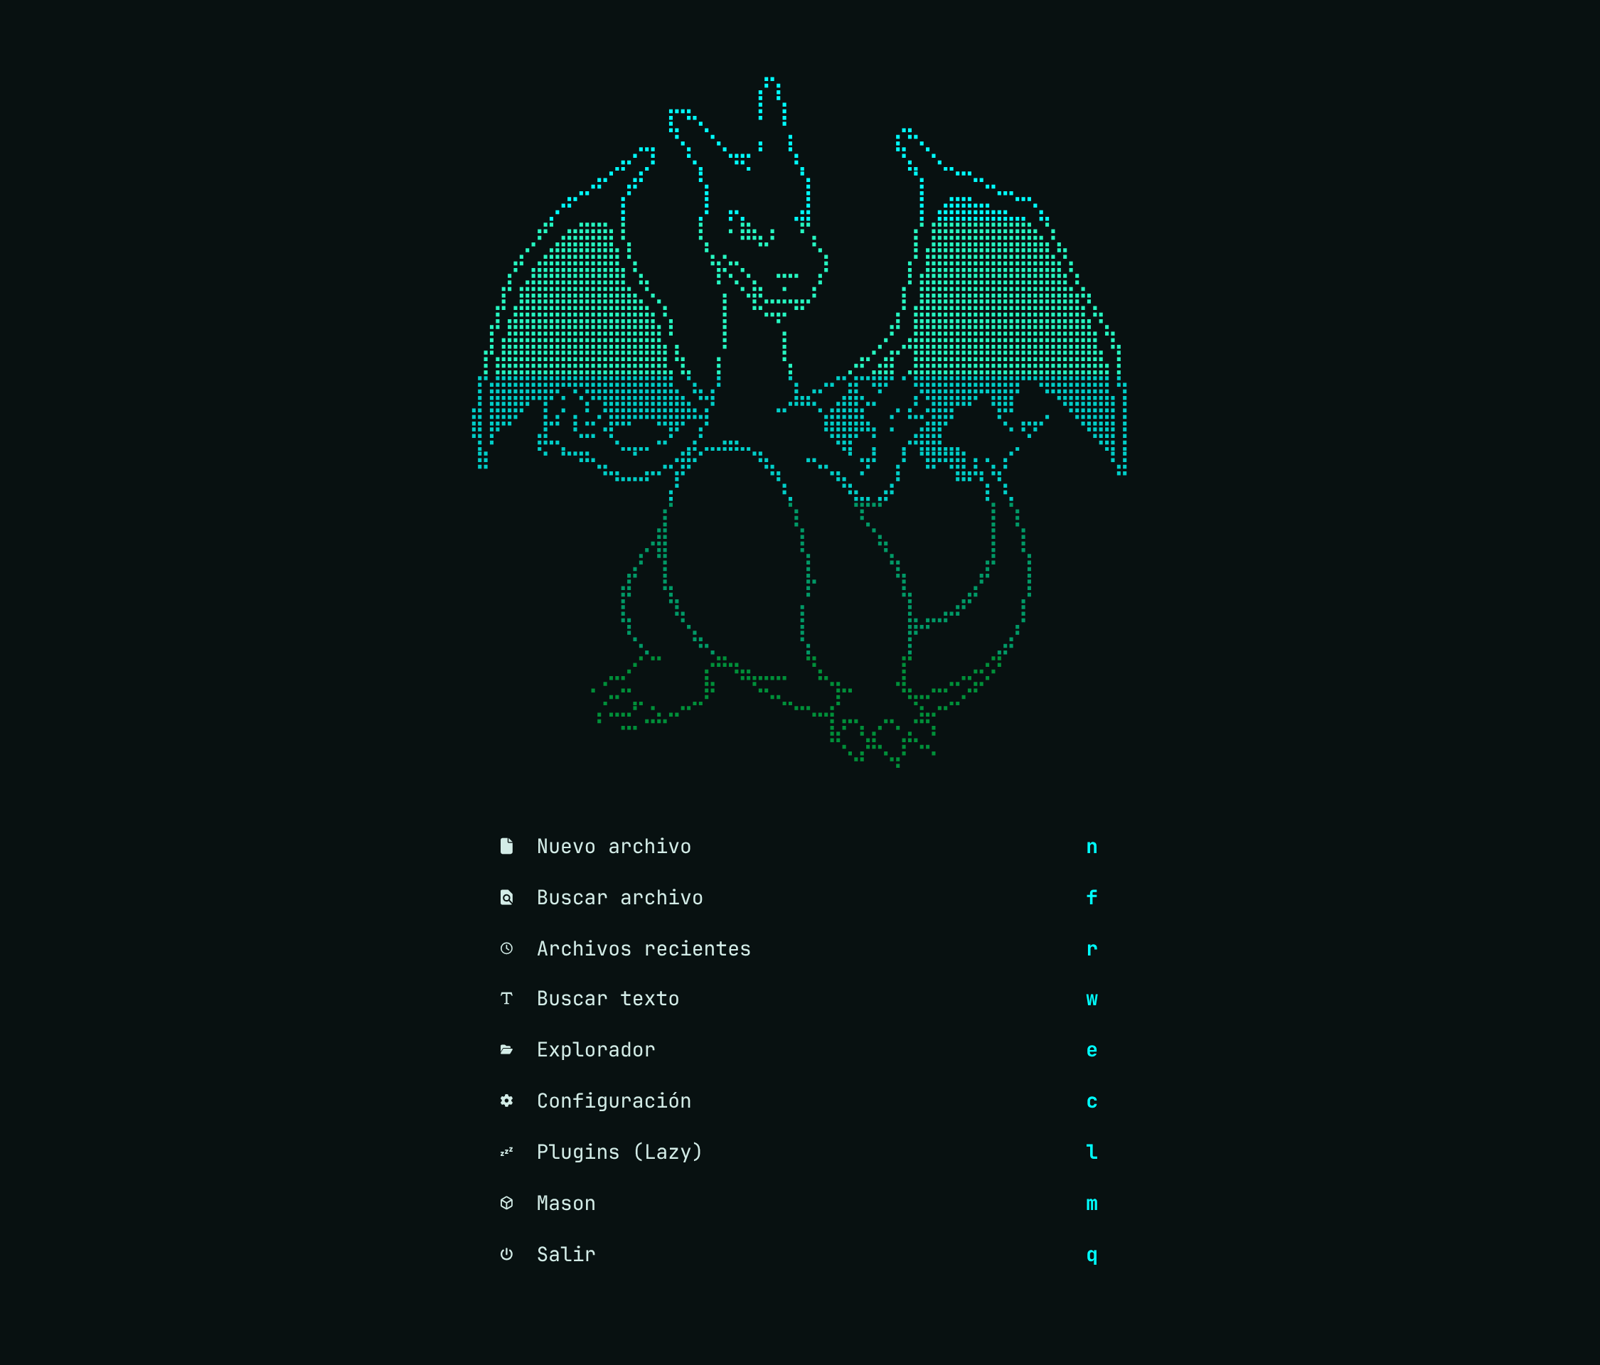 Nuevo archivo n
Buscar archivo f
Archivos recientes r
Buscar texto w
Explorador e
Configuración c
Plugins (Lazy) l
Mason m
Salir q